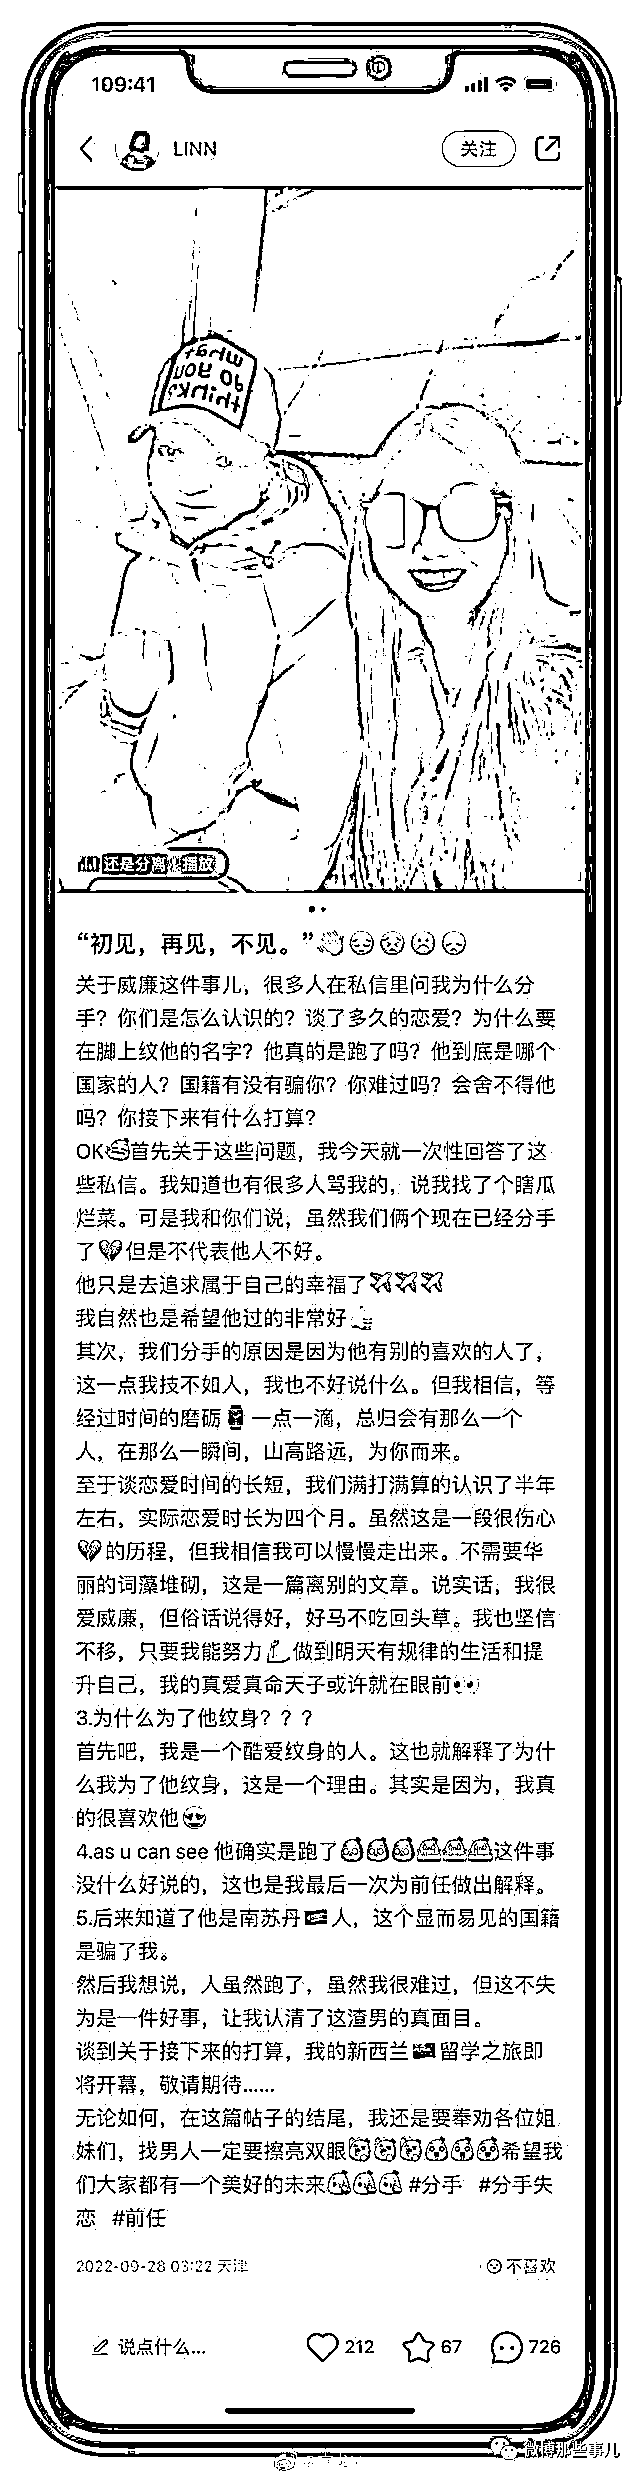 109:41
LINN
关注
think?
do you
what
还是分离 播放
“初见，再见，不见。”👋😔😣☹️😞
关于威廉这件事儿，很多人在私信里问我为什么分
手？你们是怎么认识的？谈了多久的恋爱？为什么要
在脚上纹他的名字？他真的是跑了吗？他到底是哪个
国家的人？国籍有没有骗你？你难过吗？会舍不得他
吗？你接下来有什么打算？
OK首先关于这些问题，我今天就一次性回答了这
些私信。我知道也有很多人骂我的，说我找了个瞎瓜
烂菜。可是我和你们说，虽然我们俩个现在已经分手
了💔但是不代表他人不好。
他只是去追求属于自己的幸福了✈️✈️✈️
我自然也是希望他过的非常好
其次，我们分手的原因是因为他有别的喜欢的人了，
这一点我技不如人，我也不好说什么。但我相信，等
经过时间的磨砺 一点一滴，总归会有那么一个
人，在那么一瞬间，山高路远，为你而来。
至于谈恋爱时间的长短，我们满打满算的认识了半年
左右，实际恋爱时长为四个月。虽然这是一段很伤心
💔的历程，但我相信我可以慢慢走出来。不需要华
丽的词藻堆砌，这是一篇离别的文章。说实话，我很
爱威廉，但俗话说得好，好马不吃回头草。我也坚信
不移，只要我能努力💪做到明天有规律的生活和提
升自己，我的真爱真命天子或许就在眼前👀
3.为什么为了他纹身？？？
首先吧，我是一个酷爱纹身的人。这也就解释了为什
么我为了他纹身，这是一个理由。其实是因为，我真
的很喜欢他😍
4.as u can see 他确实是跑了这件事
没什么好说的，这也是我最后一次为前任做出解释。
5.后来知道了他是南苏丹🇸🇸人，这个显而易见的国籍
是骗了我。
然后我想说，人虽然跑了，虽然我很难过，但这不失
为是一件好事，让我认清了这渣男的真面目。
谈到关于接下来的打算，我的新西兰🇳🇿留学之旅即
将开幕，敬请期待……
无论如何，在这篇帖子的结尾，我还是要奉劝各位姐
妹们，找男人一定要擦亮双眼希望我
们大家都有一个美好的未来 #分手 #分手失
恋 #前任
2022-09-28 03:22 天津
不喜欢
说点什么...
212
67
726
微博那些事儿